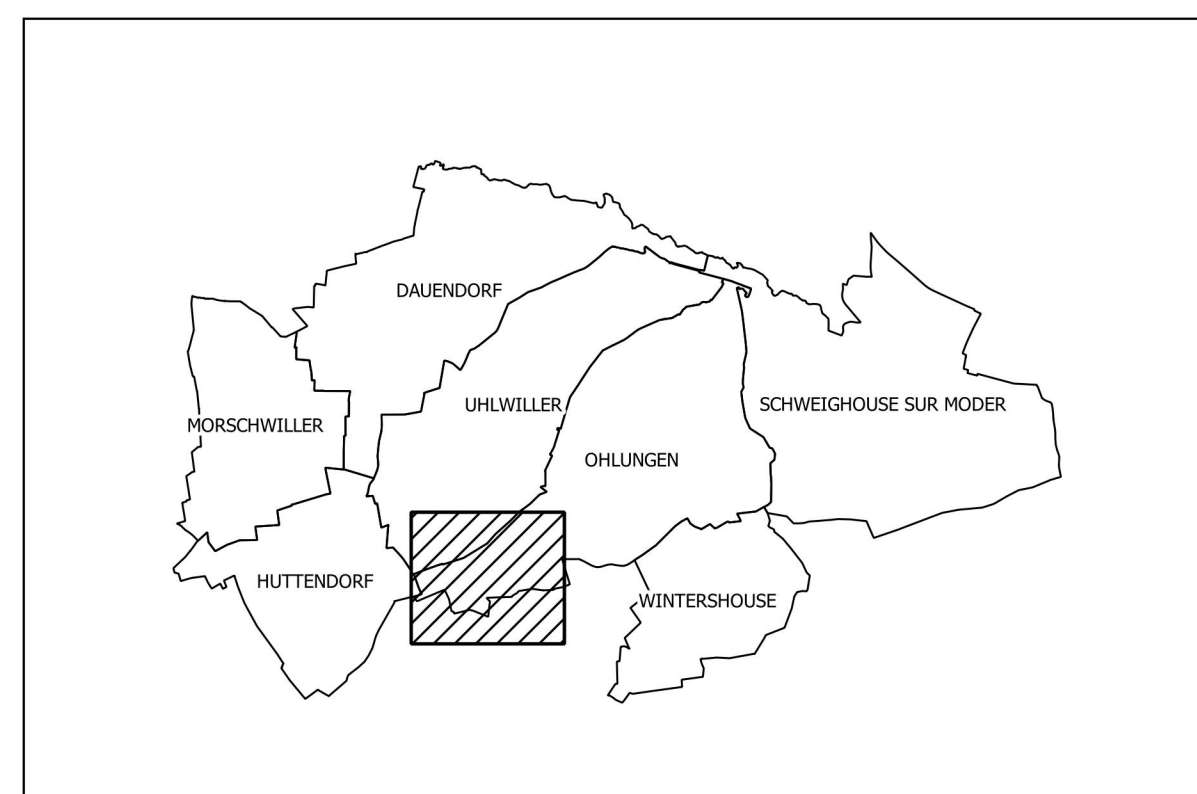 DAUENDORF
UHLWILLER
SCHWEIGHOUSE SUR MODER
MORSCHWILLER
OHLUNGEN
HUTTENDORF
WINTERSHOUSE